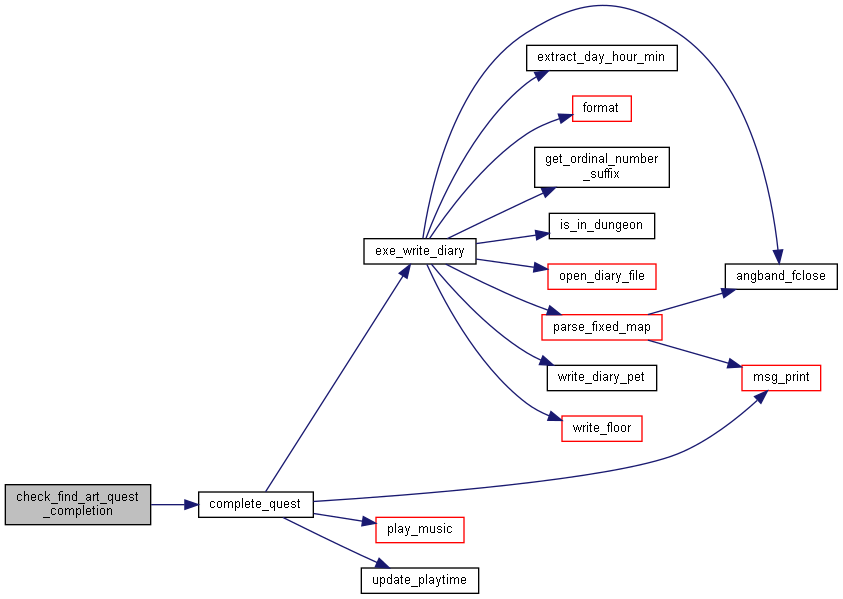 extract_day_hour_min
format
get_ordinal_number
_suffix
is_in_dungeon
exe_write_diary
open_diary_file
angband_fclose
parse_fixed_map
write_diary_pet
msg_print
write_floor
check_find_art_quest
_completion
complete_quest
play_music
update_playtime